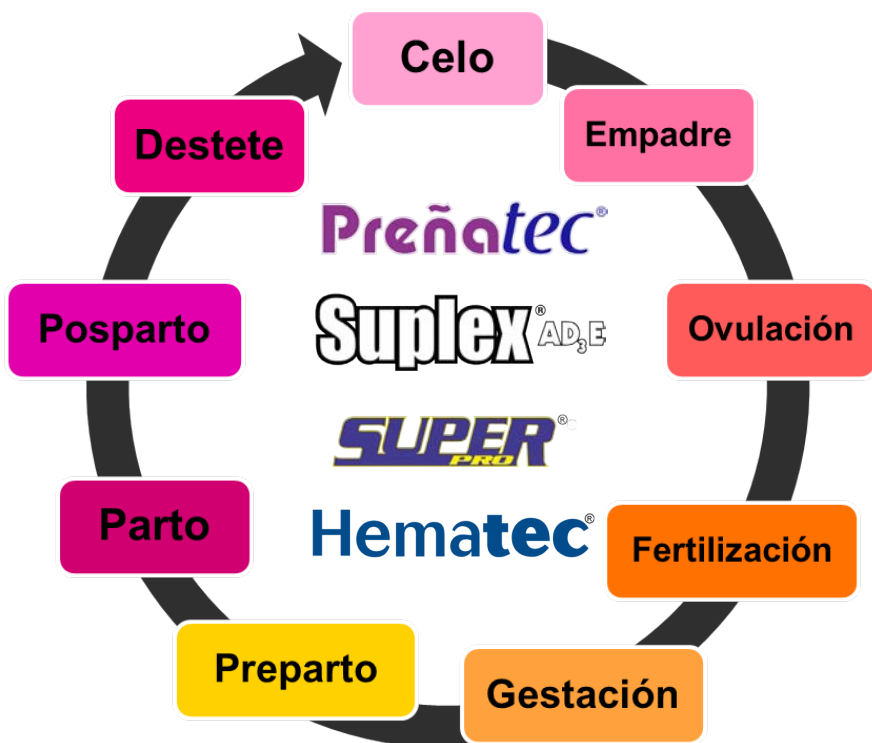 Celo
Empadre
Ovulación
Fertilización
Gestación
Preparto
Parto
Posparto
Destete
Preñatec®
Suplex® AD3E
SUPER PRO®
Hematec®